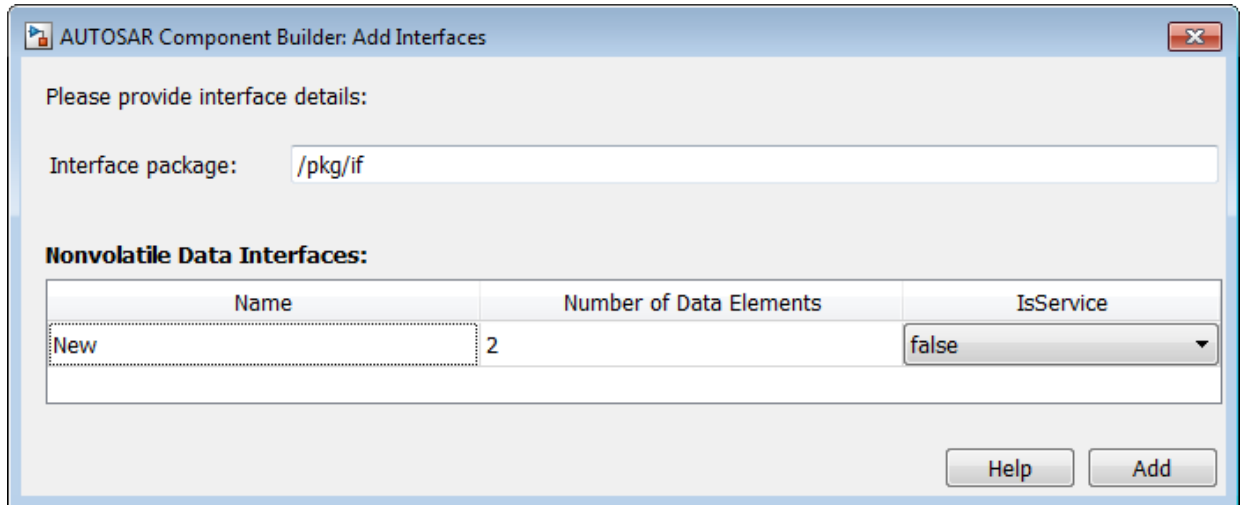 AUTOSAR Component Builder: Add Interfaces
Please provide interface details:
Interface package: /pkg/if
Nonvolatile Data Interfaces:
Name Number of Data Elements IsService
New 2 false
Help Add